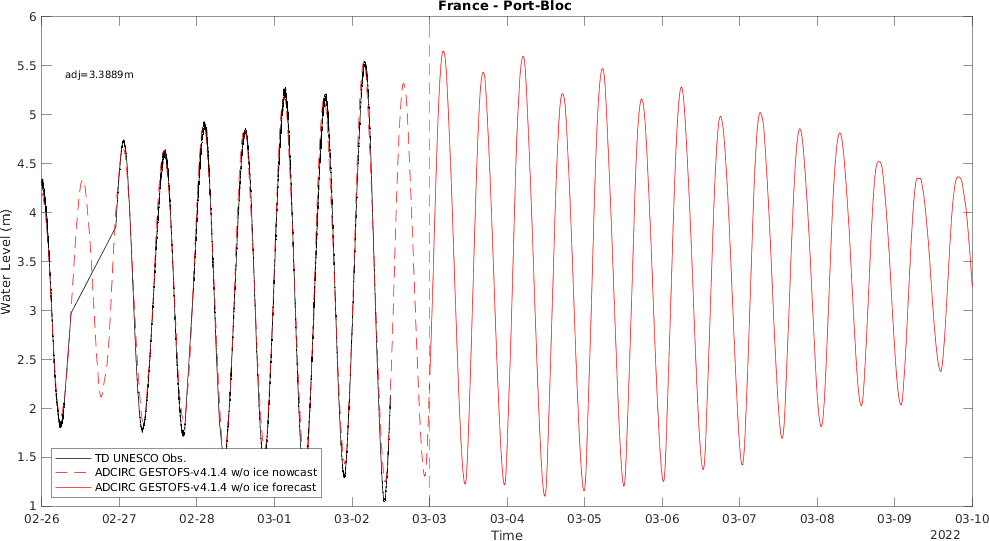 France - Port-Bloc
adj=3.3889m
Water Level (m)
6
5.5
5
4.5
4
3.5
3
2.5
2
1.5
1
TD UNESCO Obs.
ADCIRC GESTOFS-v4.1.4 w/o ice nowcast
ADCIRC GESTOFS-v4.1.4 w/o ice forecast
02-26 02-27 02-28 03-01 03-02 03-03 03-04 03-05 03-06 03-07 03-08 03-09 03-10
Time
2022